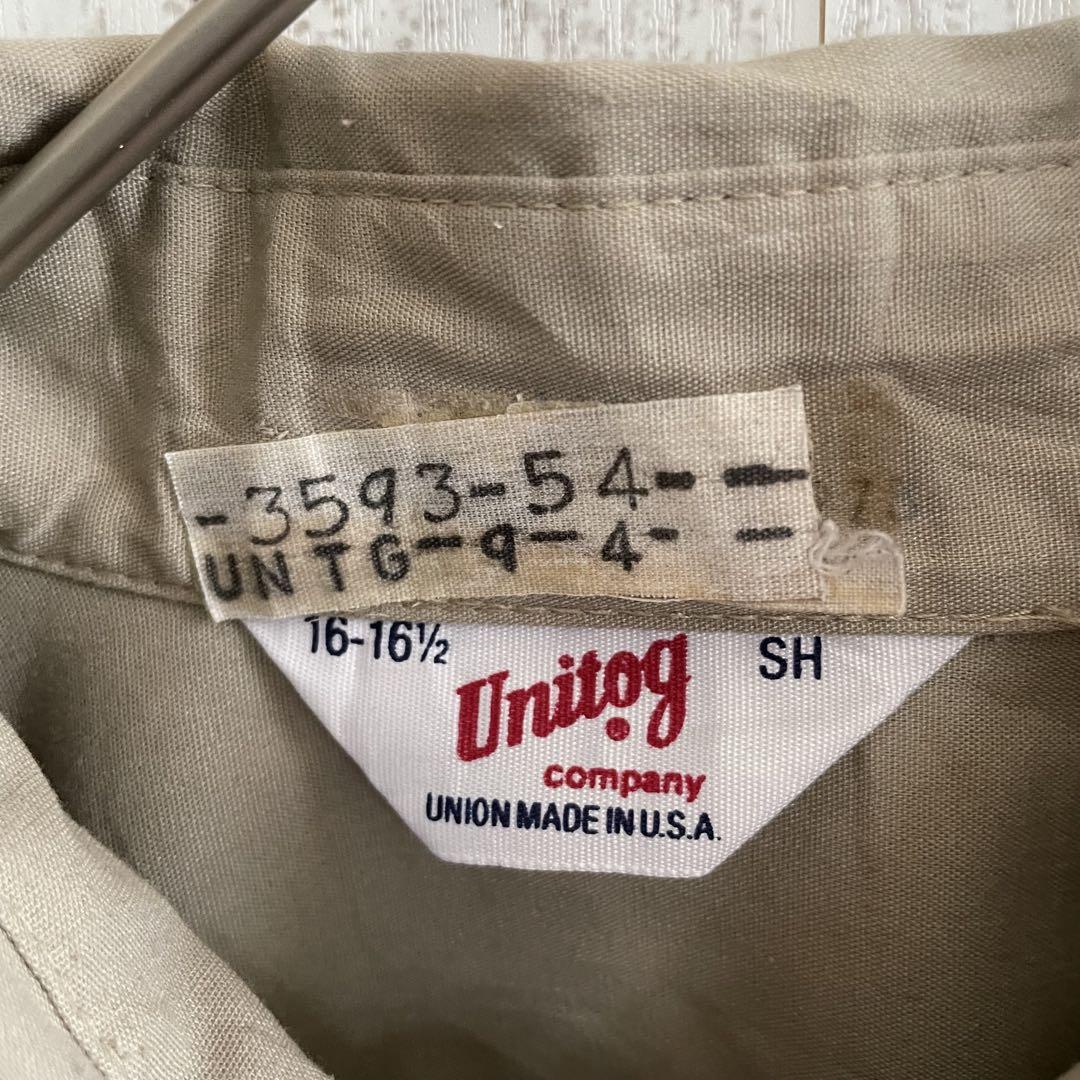 -3593-54- -
UNTG-9-4- -
16-16½
SH
Unitog
company
UNION MADE IN U.S.A.